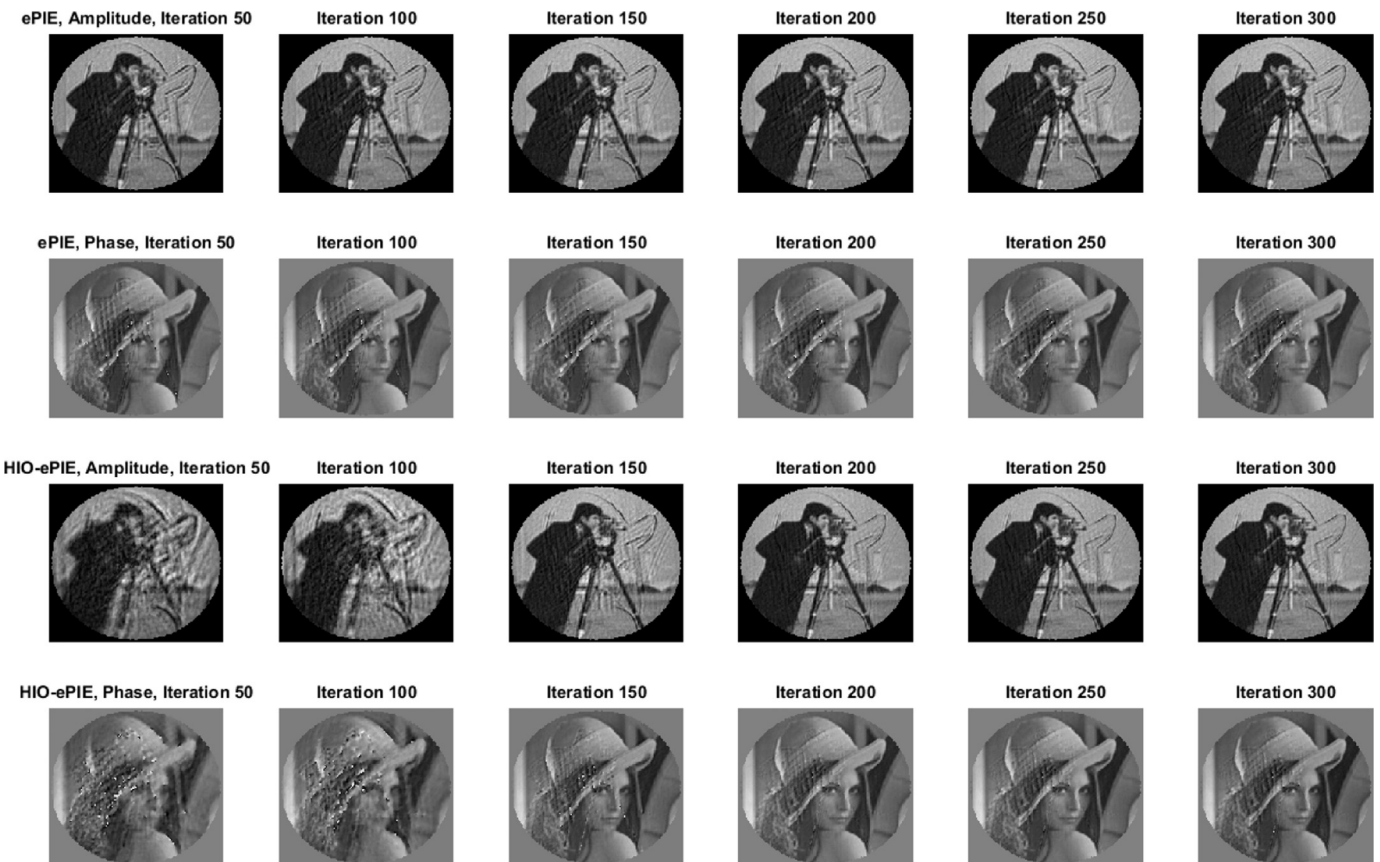 ePIE, Amplitude, Iteration 50
Iteration 100
Iteration 150
Iteration 200
Iteration 250
Iteration 300
ePIE, Phase, Iteration 50
Iteration 100
Iteration 150
Iteration 200
Iteration 250
Iteration 300
HIO-ePIE, Amplitude, Iteration 50
Iteration 100
Iteration 150
Iteration 200
Iteration 250
Iteration 300
HIO-ePIE, Phase, Iteration 50
Iteration 100
Iteration 150
Iteration 200
Iteration 250
Iteration 300